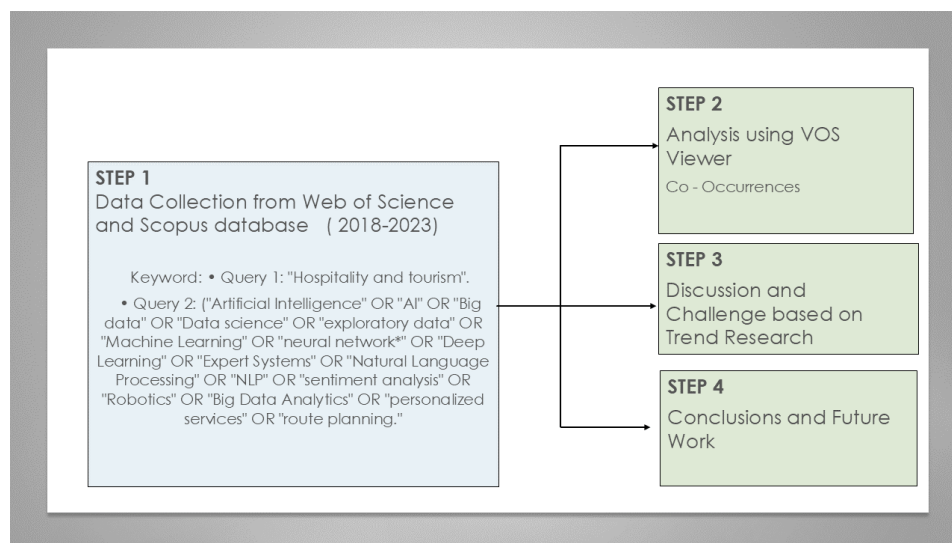 STEP 1
Data Collection from Web of Science
and Scopus database ( 2018-2023)
Keyword: • Query 1: "Hospitality and tourism".
• Query 2: ("Artificial Intelligence" OR "AI" OR "Big
data" OR "Data science" OR "exploratory data" OR
"Machine Learning" OR "neural network*" OR "Deep
Learning" OR "Expert Systems" OR "Natural Language
Processing" OR "NLP" OR "sentiment analysis" OR
"Robotics" OR "Big Data Analytics" OR "personalized
services" OR "route planning."
STEP 2
Analysis using VOS
Viewer
Co - Occurrences
STEP 3
Discussion and
Challenge based on
Trend Research
STEP 4
Conclusions and Future
Work